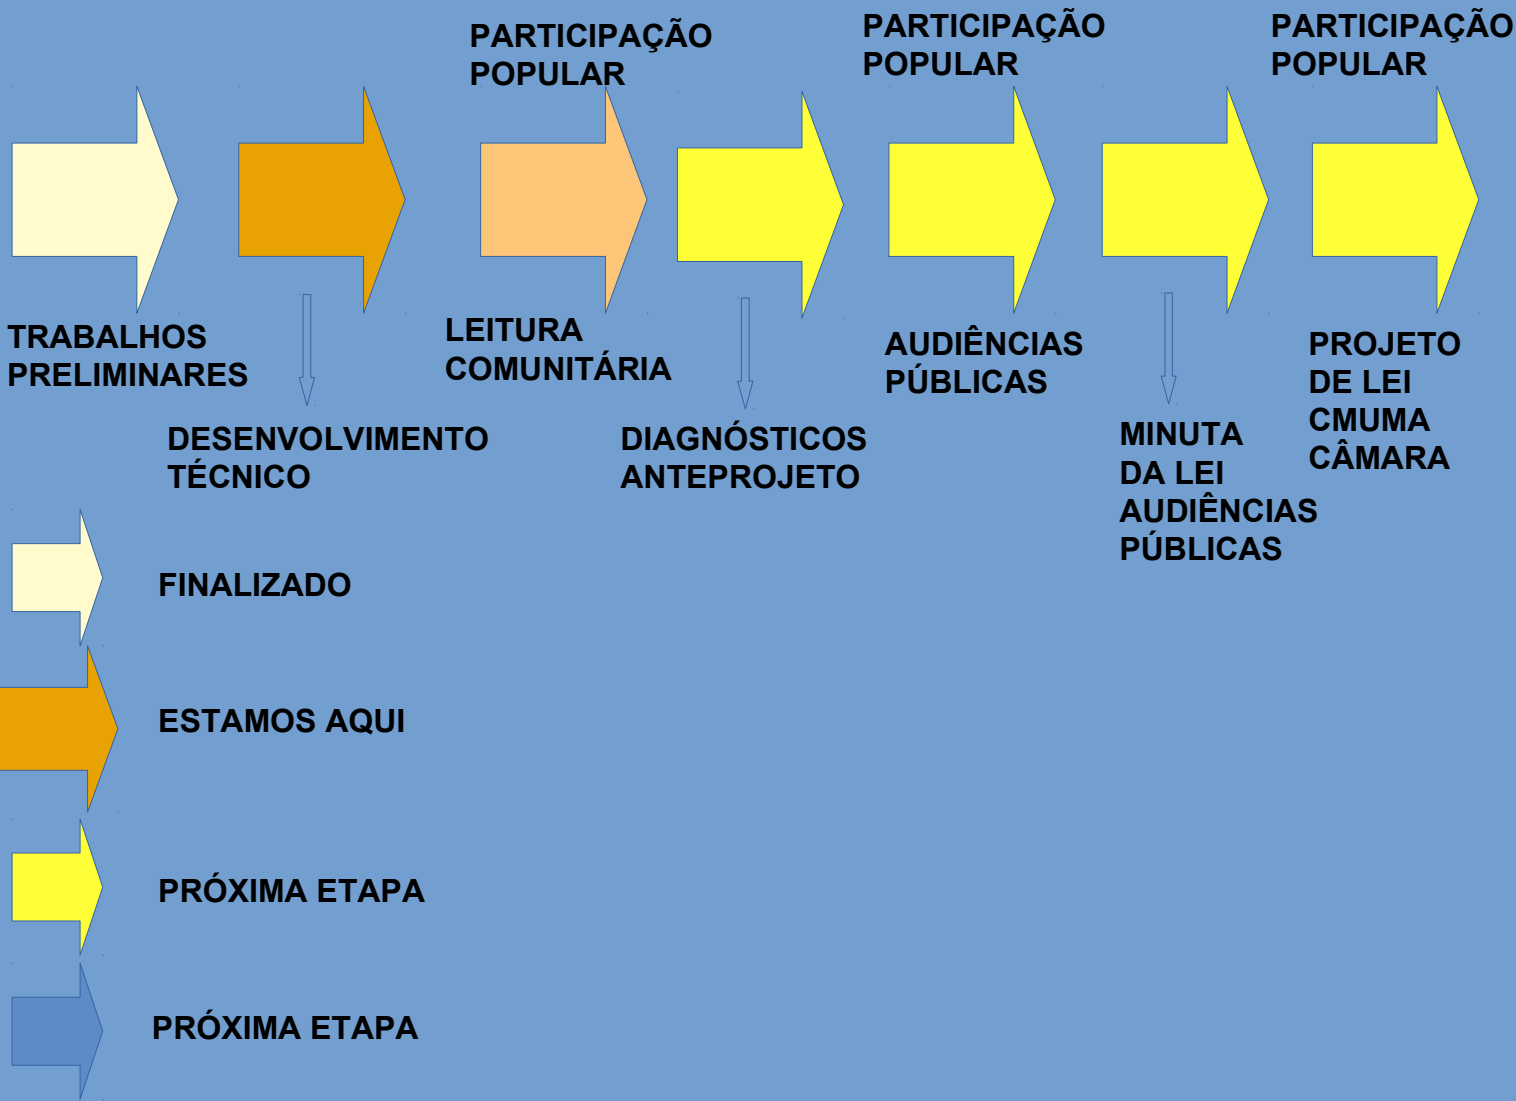 PARTICIPAÇÃO
POPULAR
PARTICIPAÇÃO
POPULAR
PARTICIPAÇÃO
POPULAR
TRABALHOS
PRELIMINARES
DESENVOLVIMENTO
TÉCNICO
LEITURA
COMUNITÁRIA
DIAGNÓSTICOS
ANTEPROJETO
AUDIÊNCIAS
PÚBLICAS
MINUTA
DA LEI
AUDIÊNCIAS
PÚBLICAS
PROJETO
DE LEI
CMUMA
CÂMARA
FINALIZADO
ESTAMOS AQUI
PRÓXIMA ETAPA
PRÓXIMA ETAPA